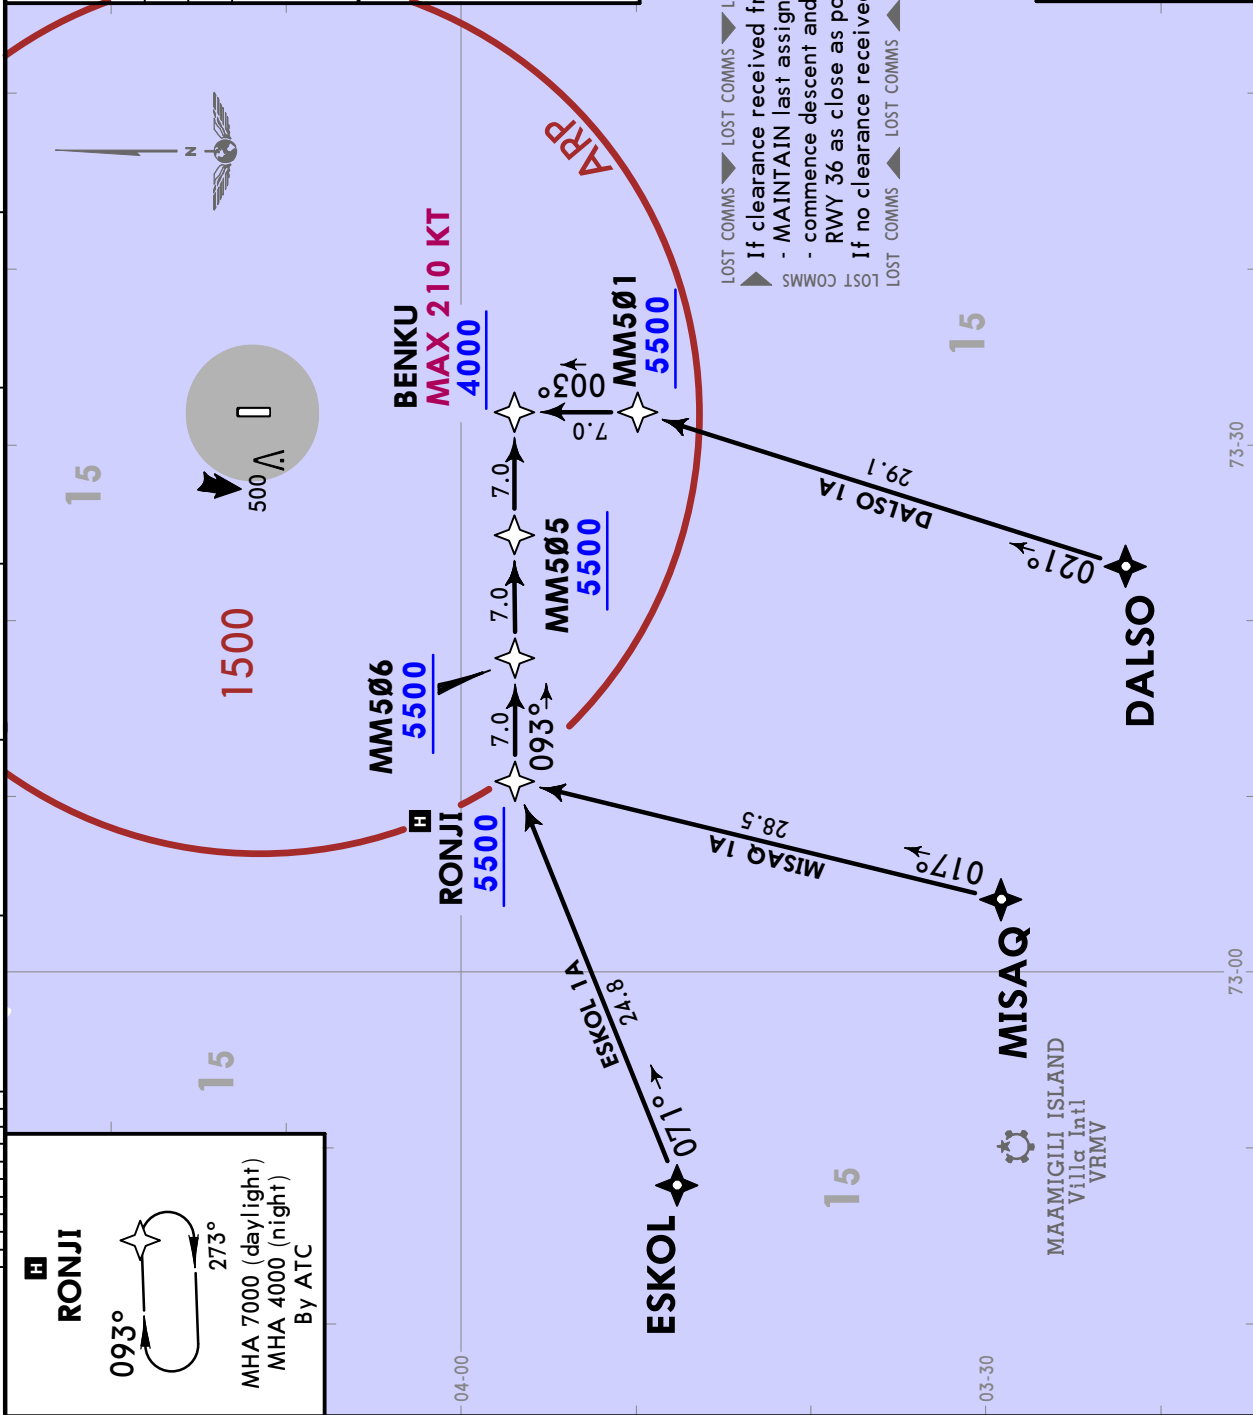 H
RONJI
093°
273°
MHA 7000 (daylight)
MHA 4000 (night)
By ATC
15
1500
15
500
N
ARP
MM5Ø6
5500
H
RONJI
5500
7.0
093°
7.0
7.0
MM5Ø5
5500
BENKU
MAX 210 KT
4000
003°
7.0
MM5Ø1
5500
ESKOL 1A
24.8
071°
ESKOL
MISAQ 1A
28.5
017°
MISAQ
DALSO 1A
29.1
021°
DALSO
15
15
MAAMIGILI ISLAND
Villa Intl
VRMV
04-00
03-30
73-00
73-30
LOST COMMS LOST COMMS
LOST COMMS
If clearance received
- MAINTAIN last assign
- commence descent and
RWY 36 as close as po
If no clearance receive
LOST COMMS LOST COMMS